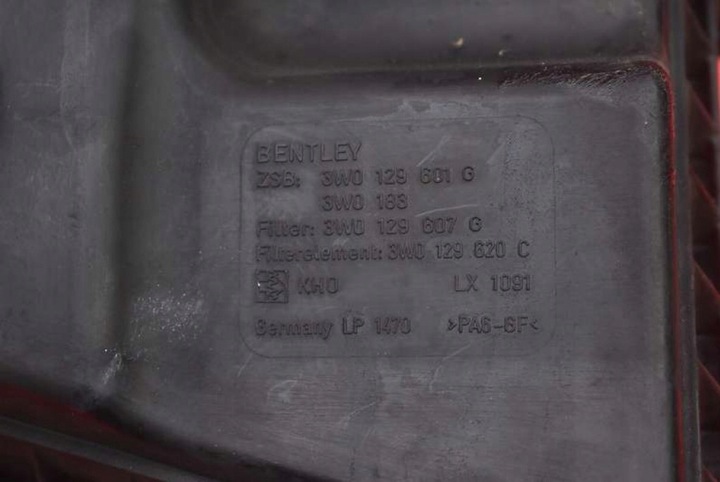 BENTLEY
ZSB: 3W0 129 601 G
3W0 183
Filter: 3W0 129 607 G
Filterelement: 3W0 129 620 C
KHO LX 1091
Germany LP 1470 >PA6-GF<